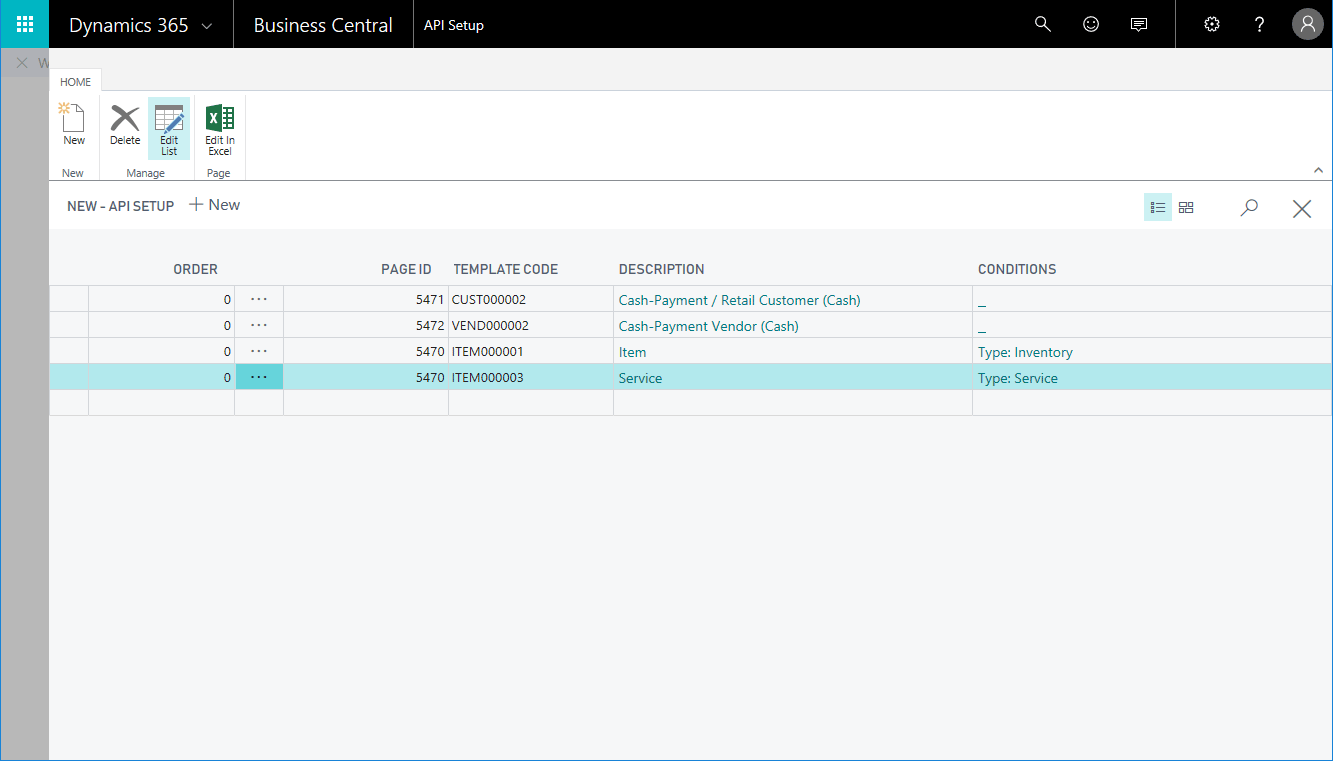 Dynamics 365 Business Central API Setup ?
W
HOME
New Delete Edit List Edit In Excel
New Manage Page
NEW - API SETUP + New
ORDER PAGE ID TEMPLATE CODE DESCRIPTION CONDITIONS
0 ... 5471 CUST000002 Cash-Payment / Retail Customer (Cash) _
0 ... 5472 VEND000002 Cash-Payment Vendor (Cash) _
0 ... 5470 ITEM000001 Item Type: Inventory
0 ... 5470 ITEM000003 Service Type: Service